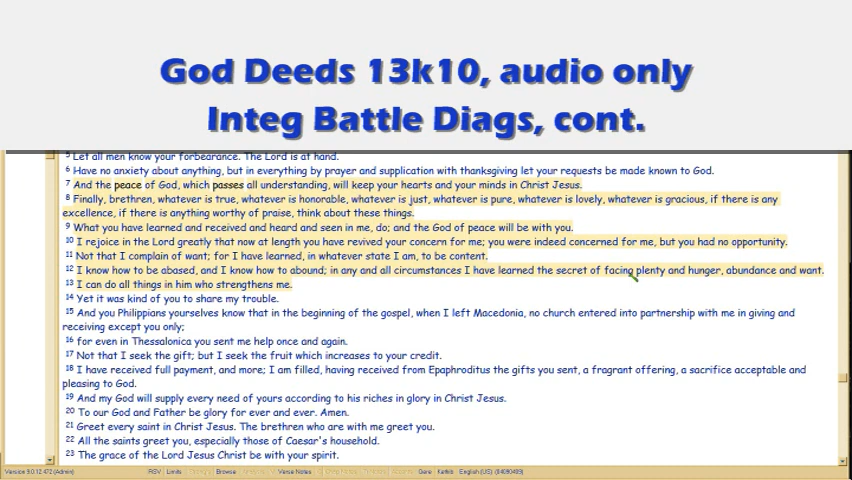 God Deeds 13k10, audio only
Integ Battle Diags, cont.
5 Let all men know your forbearance. The Lord is at hand.
6 Have no anxiety about anything, but in everything by prayer and supplication with thanksgiving let your requests be made known to God.
7 And the peace of God, which passes all understanding, will keep your hearts and your minds in Christ Jesus.
8 Finally, brethren, whatever is true, whatever is honorable, whatever is just, whatever is pure, whatever is lovely, whatever is gracious, if there is any
excellence, if there is anything worthy of praise, think about these things.
9 What you have learned and received and heard and seen in me, do; and the God of peace will be with you.
10 I rejoice in the Lord greatly that now at length you have revived your concern for me; you were indeed concerned for me, but you had no opportunity.
11 Not that I complain of want; for I have learned, in whatever state I am, to be content.
12 I know how to be abased, and I know how to abound; in any and all circumstances I have learned the secret of facing plenty and hunger, abundance and want.
13 I can do all things in him who strengthens me.
14 Yet it was kind of you to share my trouble.
15 And you Philippians yourselves know that in the beginning of the gospel, when I left Macedonia, no church entered into partnership with me in giving and
receiving except you only;
16 for even in Thessalonica you sent me help once and again.
17 Not that I seek the gift; but I seek the fruit which increases to your credit.
18 I have received full payment, and more; I am filled, having received from Epaphroditus the gifts you sent, a fragrant offering, a sacrifice acceptable and
pleasing to God.
19 And my God will supply every need of yours according to his riches in glory in Christ Jesus.
20 To our God and Father be glory for ever and ever. Amen.
21 Greet every saint in Christ Jesus. The brethren who are with me greet you.
22 All the saints greet you, especially those of Caesar's household.
23 The grace of the Lord Jesus Christ be with your spirit.
Version 9.0.12.472 (Admin) RSV Limits Browse Verse Notes Gere Kethib English (US) (04090409)